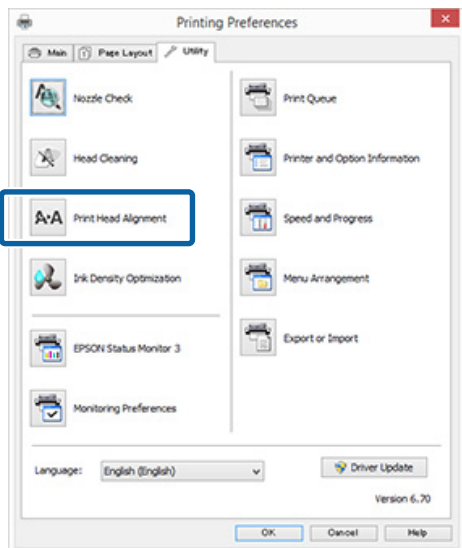 Printing Preferences
Main
Page Layout
Utility
Nozzle Check
Print Queue
Head Cleaning
Printer and Option Information
A·A
Print Head Alignment
Speed and Progress
Ink Density Optimization
Menu Arrangement
EPSON Status Monitor 3
Export or Import
Monitoring Preferences
Language:
English (English)
Driver Update
Version 6.70
OK
Cancel
Help